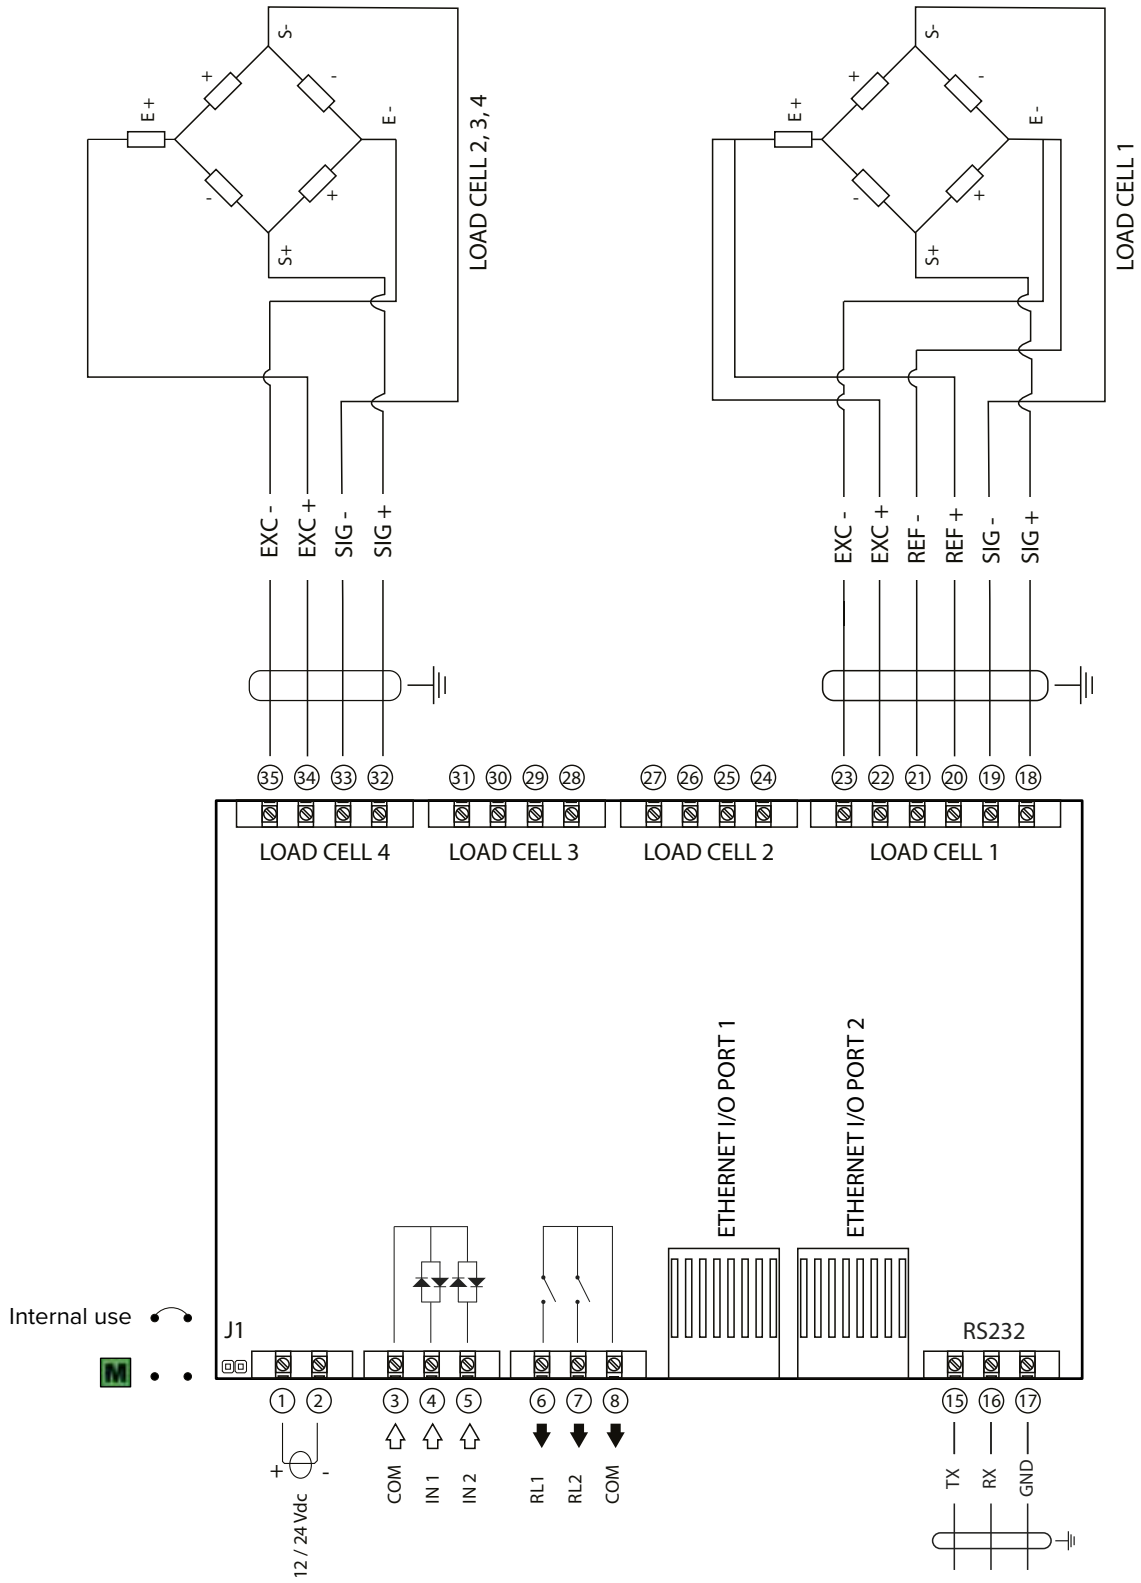 S-
S-
+
-
+
-
E +
E -
E +
E -
-
+
-
+
S+
S+
LOAD CELL 2, 3, 4
LOAD CELL 1
EXC -
EXC +
SIG -
SIG +
EXC -
EXC +
REF -
REF +
SIG -
SIG +
35 34 33 32 31 30 29 28 27 26 25 24 23 22 21 20 19 18
LOAD CELL 4 LOAD CELL 3 LOAD CELL 2 LOAD CELL 1
ETHERNET I/O PORT 1
ETHERNET I/O PORT 2
Internal use
J1
RS232
M
1 2 3 4 5 6 7 8 15 16 17
+ -
12 / 24 Vdc
COM
IN 1
IN 2
RL1
RL2
COM
TX
RX
GND